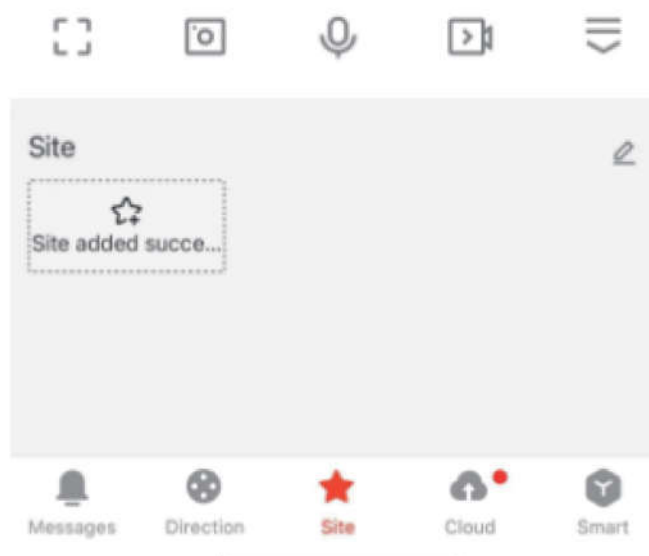 Site
Site added succe...
Messages
Direction
Site
Cloud
Smart